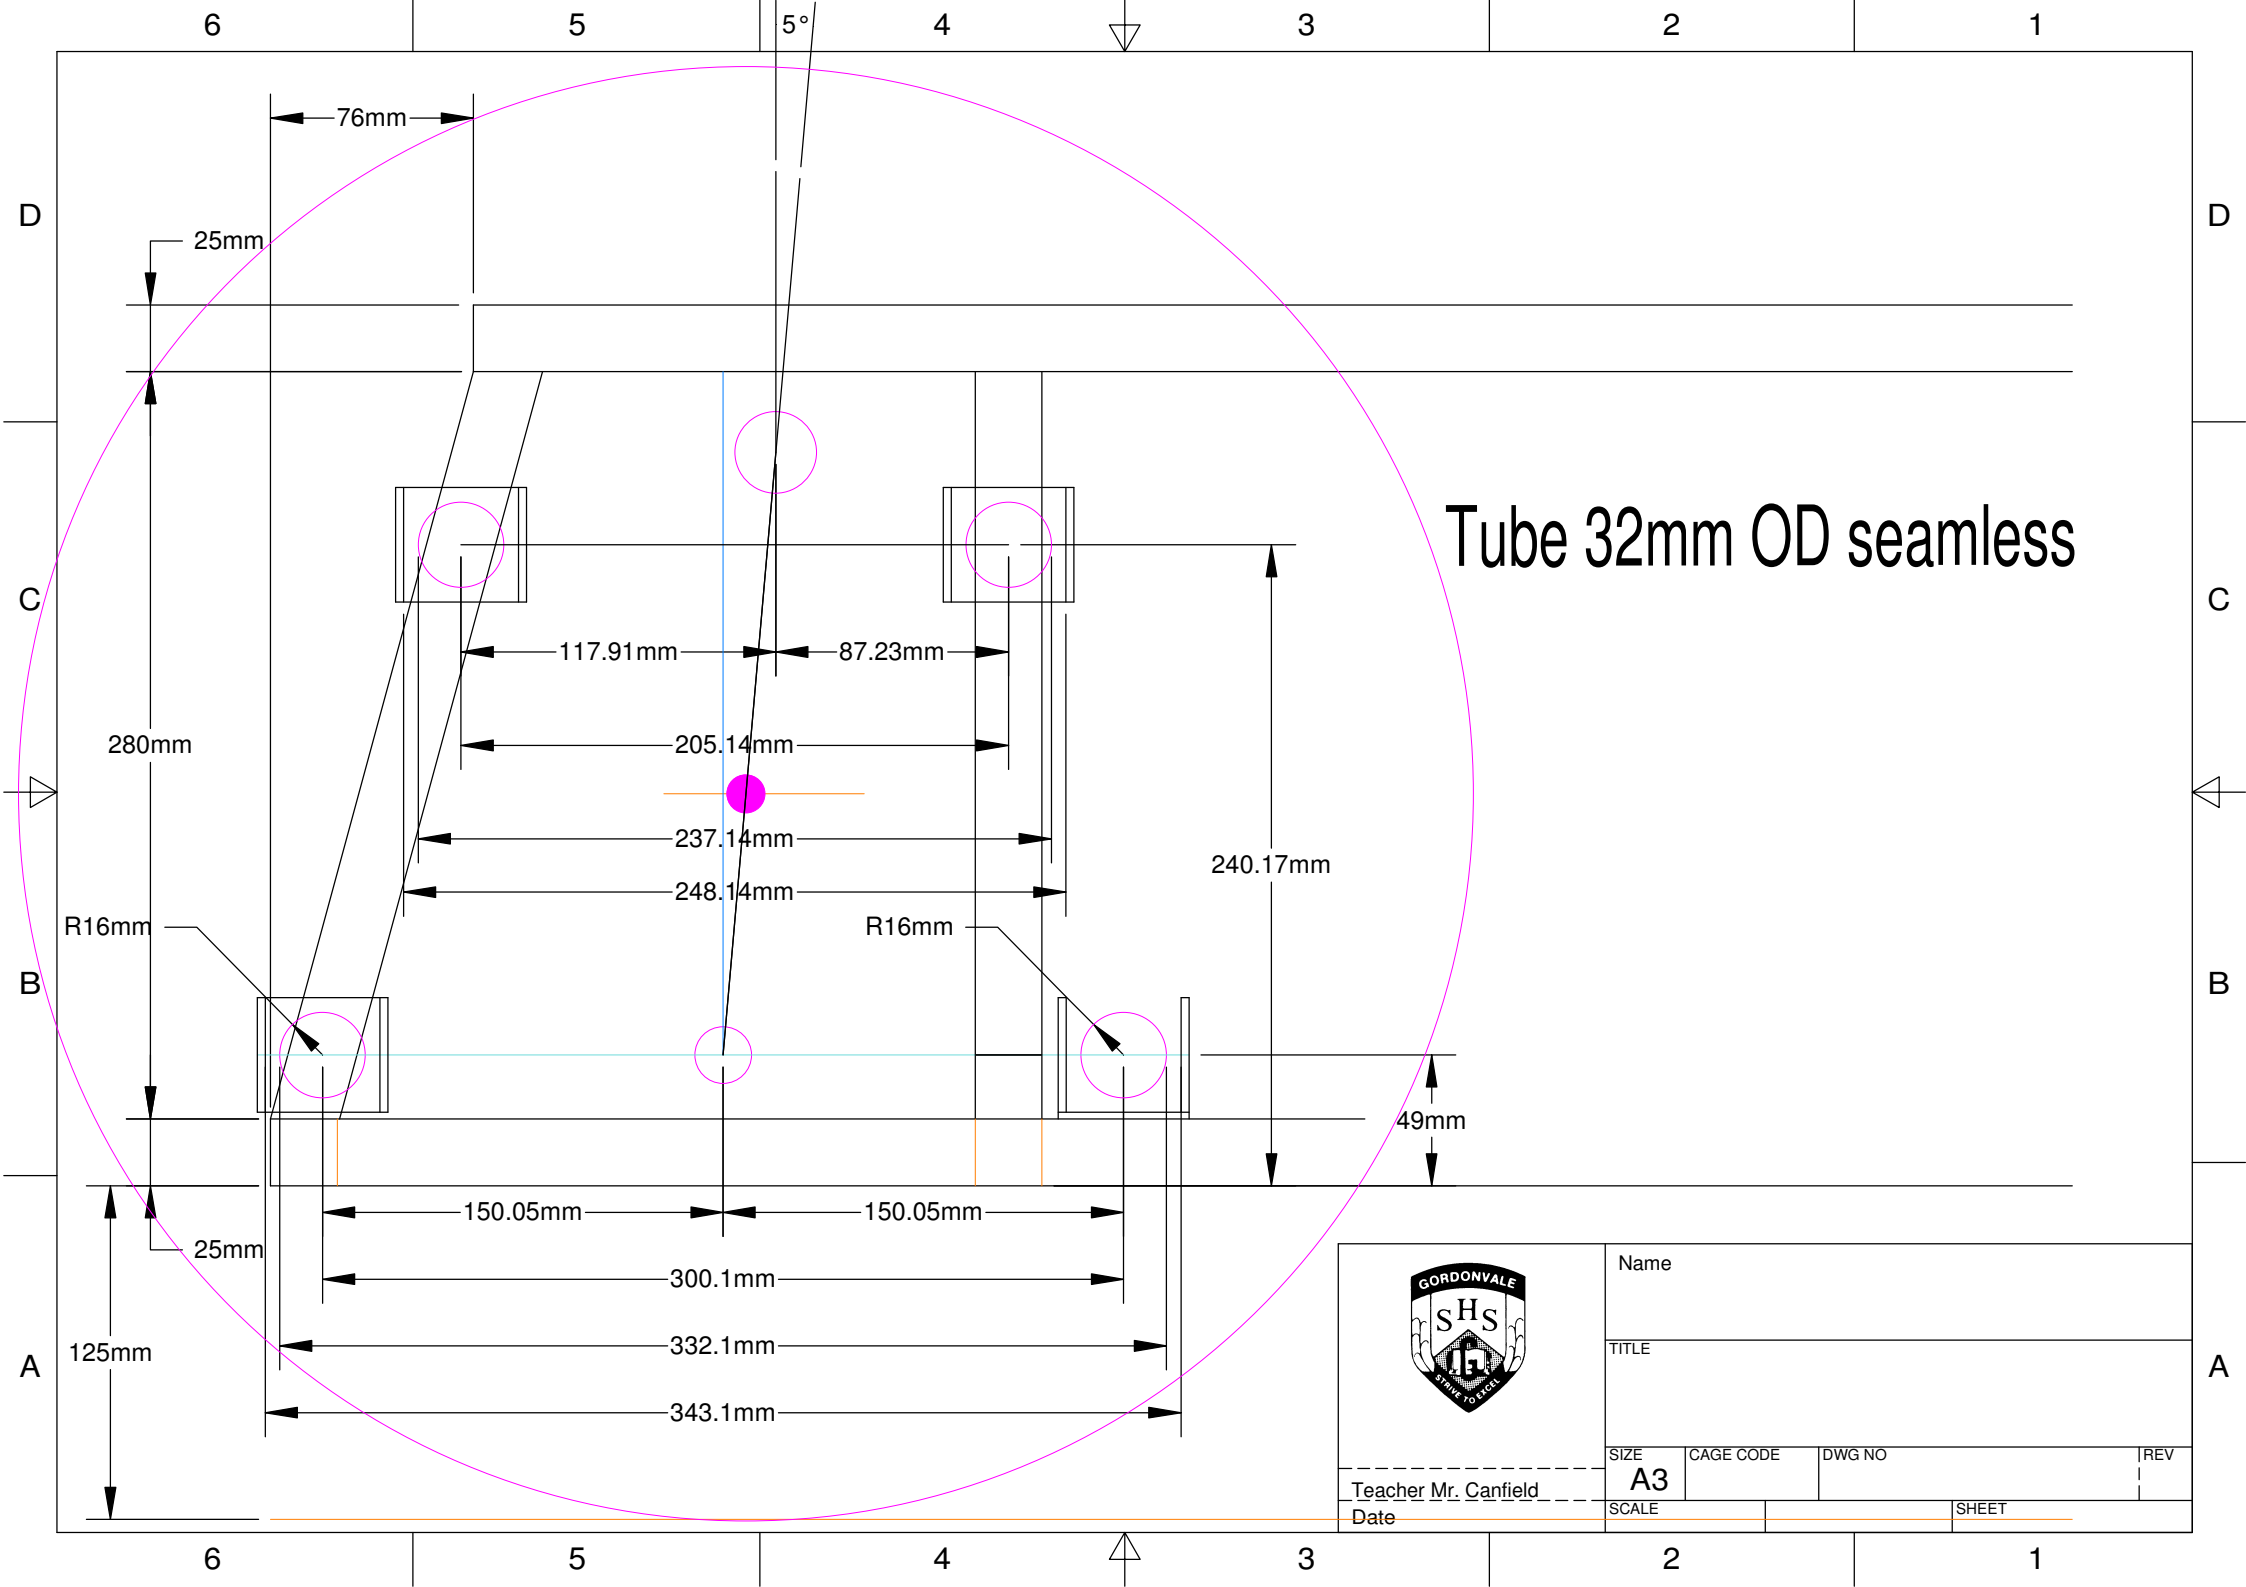 6 5 5° 4 3 2 1
76mm
D D
25mm
Tube 32mm OD seamless
C C
117.91mm 87.23mm
280mm 205.14mm
237.14mm
240.17mm
248.14mm
R16mm R16mm
B B
49mm
150.05mm 150.05mm
25mm
300.1mm
332.1mm
125mm
343.1mm
A A
GORDONVALE
SHS
G
STRIVE TO EXCEL
Name
TITLE
SIZE CAGE CODE DWG NO REV
A3
Teacher Mr. Canfield
Date SCALE SHEET
6 5 4 3 2 1